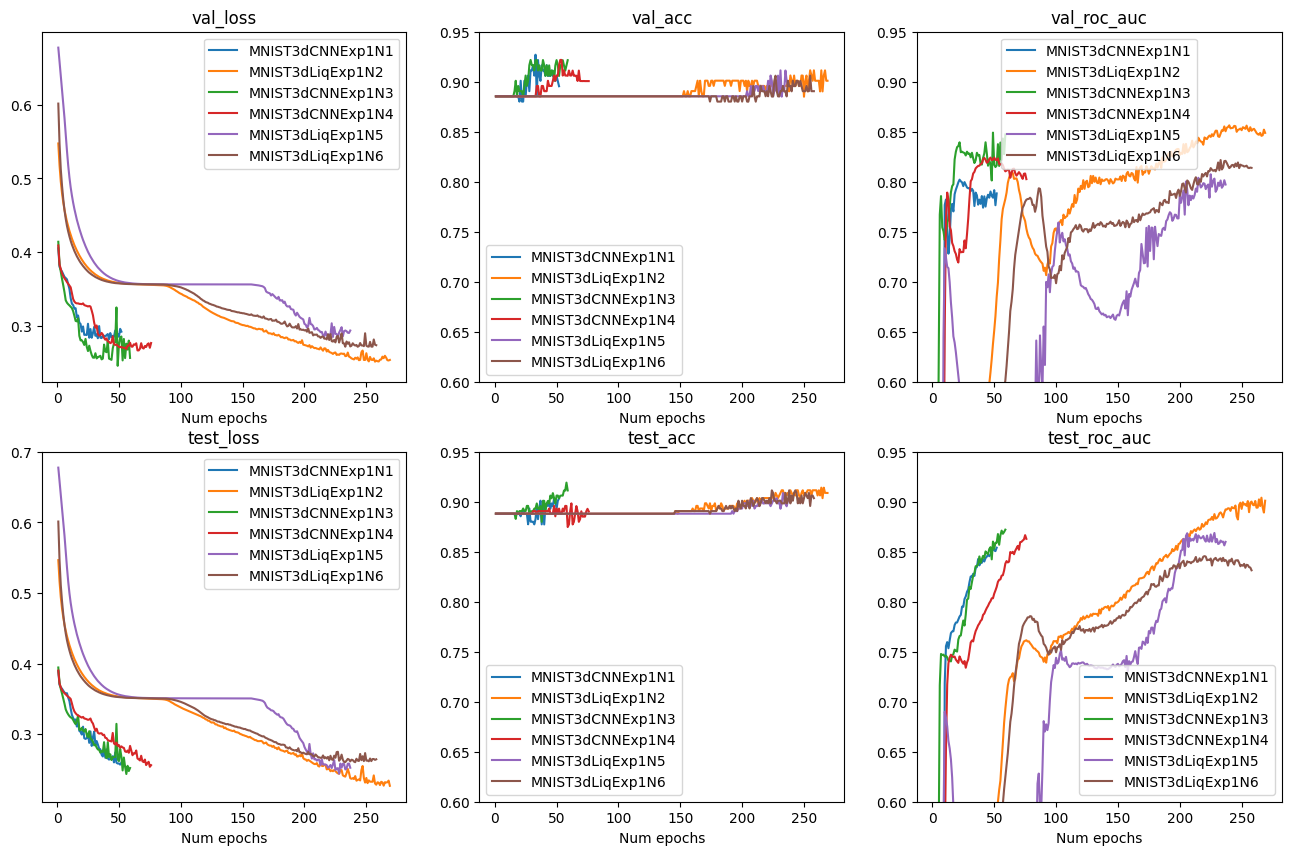 val_loss
MNIST3dCNNExp1N1
MNIST3dLiqExp1N2
MNIST3dCNNExp1N3
MNIST3dCNNExp1N4
MNIST3dLiqExp1N5
MNIST3dLiqExp1N6
0.6
0.5
0.4
0.3
0 50 100 150 200 250
Num epochs
val_acc
0.95
0.90
0.85
0.80
0.75
0.70
0.65
0.60
MNIST3dCNNExp1N1
MNIST3dLiqExp1N2
MNIST3dCNNExp1N3
MNIST3dCNNExp1N4
MNIST3dLiqExp1N5
MNIST3dLiqExp1N6
0 50 100 150 200 250
Num epochs
val_roc_auc
0.95
0.90
0.85
0.80
0.75
0.70
0.65
0.60
MNIST3dCNNExp1N1
MNIST3dLiqExp1N2
MNIST3dCNNExp1N3
MNIST3dCNNExp1N4
MNIST3dLiqExp1N5
MNIST3dLiqExp1N6
0 50 100 150 200 250
Num epochs
test_loss
0.7
0.6
0.5
0.4
0.3
MNIST3dCNNExp1N1
MNIST3dLiqExp1N2
MNIST3dCNNExp1N3
MNIST3dCNNExp1N4
MNIST3dLiqExp1N5
MNIST3dLiqExp1N6
0 50 100 150 200 250
Num epochs
test_acc
0.95
0.90
0.85
0.80
0.75
0.70
0.65
0.60
MNIST3dCNNExp1N1
MNIST3dLiqExp1N2
MNIST3dCNNExp1N3
MNIST3dCNNExp1N4
MNIST3dLiqExp1N5
MNIST3dLiqExp1N6
0 50 100 150 200 250
Num epochs
test_roc_auc
0.95
0.90
0.85
0.80
0.75
0.70
0.65
0.60
MNIST3dCNNExp1N1
MNIST3dLiqExp1N2
MNIST3dCNNExp1N3
MNIST3dCNNExp1N4
MNIST3dLiqExp1N5
MNIST3dLiqExp1N6
0 50 100 150 200 250
Num epochs